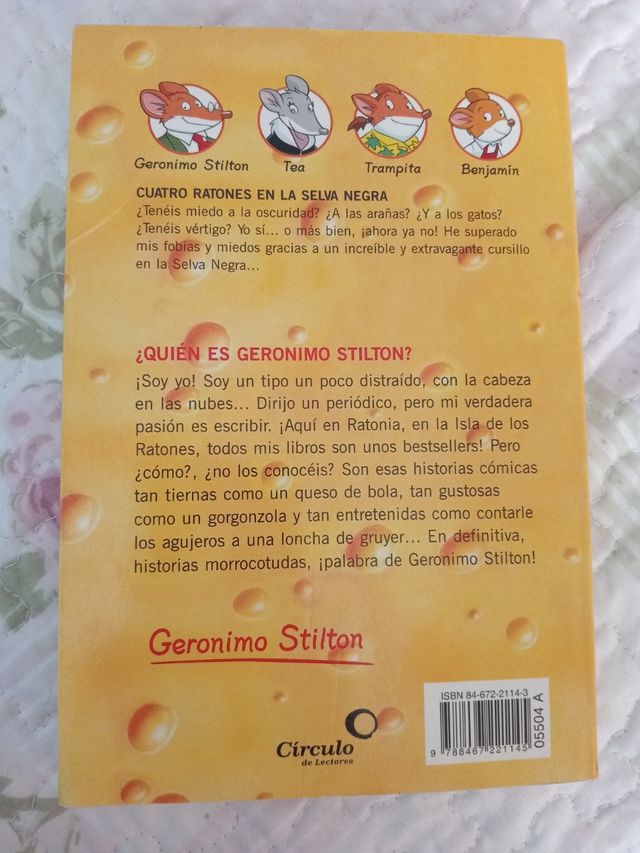 Geronimo Stilton Tea Trampita Benjamín
CUATRO RATONES EN LA SELVA NEGRA
¿Tenéis miedo a la oscuridad? ¿A las arañas? ¿Y a los gatos?
¿Tenéis vértigo? Yo sí... o más bien, ¡ahora ya no! He superado
mis fobias y miedos gracias a un increíble y extravagante cursillo
en la Selva Negra...
¿QUIÉN ES GERONIMO STILTON?
¡Soy yo! Soy un tipo un poco distraído, con la cabeza
en las nubes... Dirijo un periódico, pero mi verdadera
pasión es escribir. ¡Aquí en Ratonia, en la Isla de los
Ratones, todos mis libros son unos bestsellers! Pero
¿cómo?, ¿no los conocéis? Son esas historias cómicas
tan tiernas como un queso de bola, tan gustosas
como un gorgonzola y tan entretenidas como contarle
los agujeros a una loncha de gruyer... En definitiva,
historias morrocotudas, ¡palabra de Geronimo Stilton!
Geronimo Stilton
Círculo
de Lectores
ISBN 84-672-2114-3
9 788467 221145
05504 A